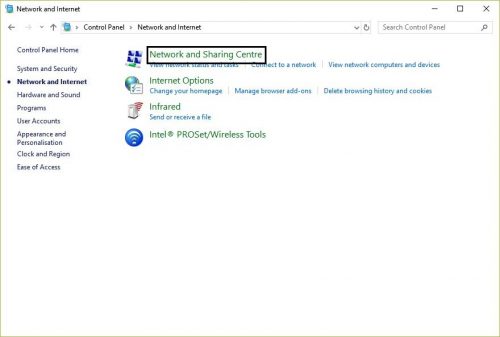 Network and Internet
Control Panel > Network and Internet
Search Control Panel
Control Panel Home
System and Security
Network and Internet
Hardware and Sound
Programs
User Accounts
Appearance and
Personalisation
Clock and Region
Ease of Access
Network and Sharing Centre
View network status and tasks
Connect to a network
View network computers and devices
Internet Options
Change your homepage
Manage browser add-ons
Delete browsing history and cookies
Infrared
Send or receive a file
Intel® PROSet/Wireless Tools